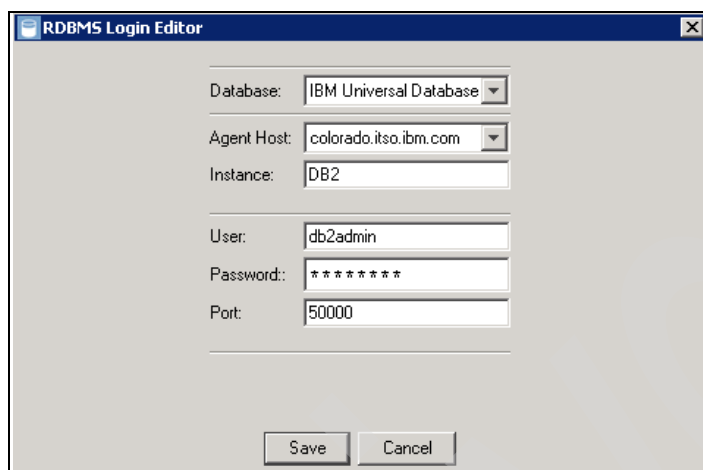 RDBMS Login Editor
Database: IBM Universal Database
Agent Host: colorado.itso.ibm.com
Instance: DB2
User: db2admin
Password:: ********
Port: 50000
Save Cancel